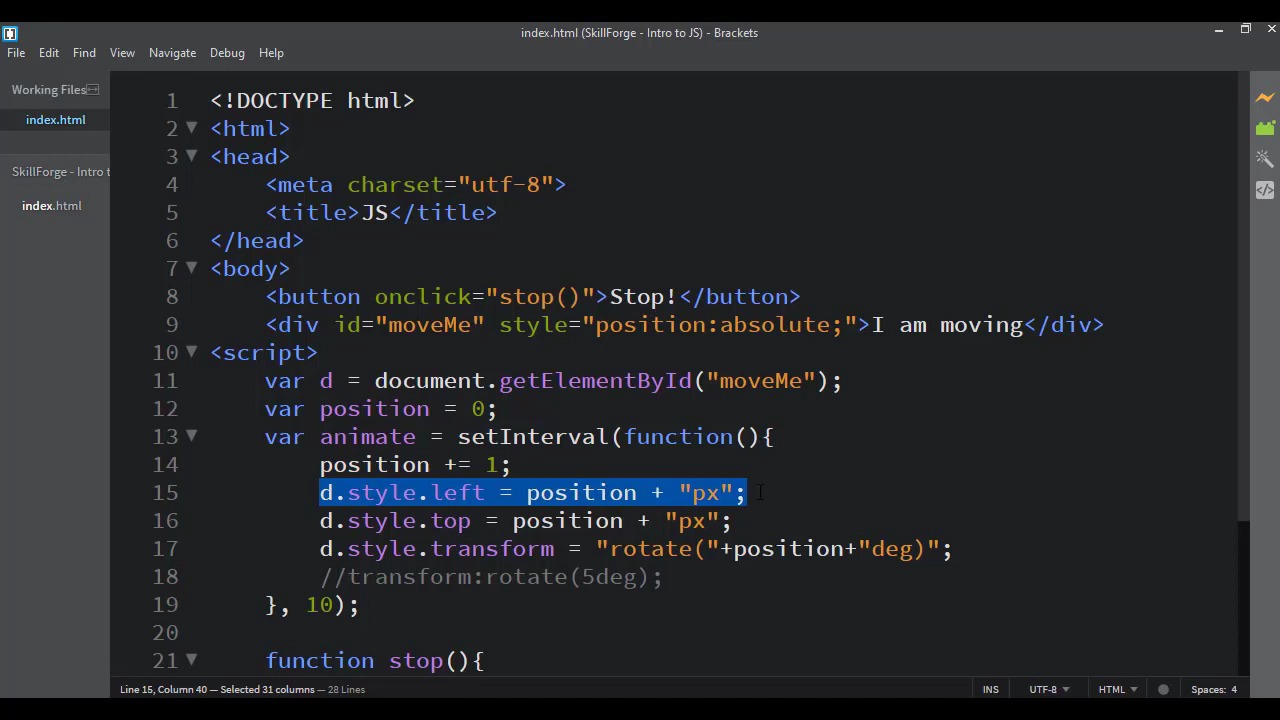 index.html (SkillForge - Intro to JS) - Brackets
File Edit Find View Navigate Debug Help
Working Files
index.html
SkillForge - Intro t
index.html
1 <!DOCTYPE html>
2 <html>
3 <head>
4 <meta charset="utf-8">
5 <title>JS</title>
6 </head>
7 <body>
8 <button onclick="stop()">Stop!</button>
9 <div id="moveMe" style="position:absolute;">I am moving</div>
10 <script>
11 var d = document.getElementById("moveMe");
12 var position = 0;
13 var animate = setInterval(function(){
14 position += 1;
15 d.style.left = position + "px";
16 d.style.top = position + "px";
17 d.style.transform = "rotate("+position+"deg)";
18 //transform:rotate(5deg);
19 }, 10);
20
21 function stop(){
Line 15, Column 40 — Selected 31 columns — 28 Lines
INS UTF-8 HTML Spaces: 4